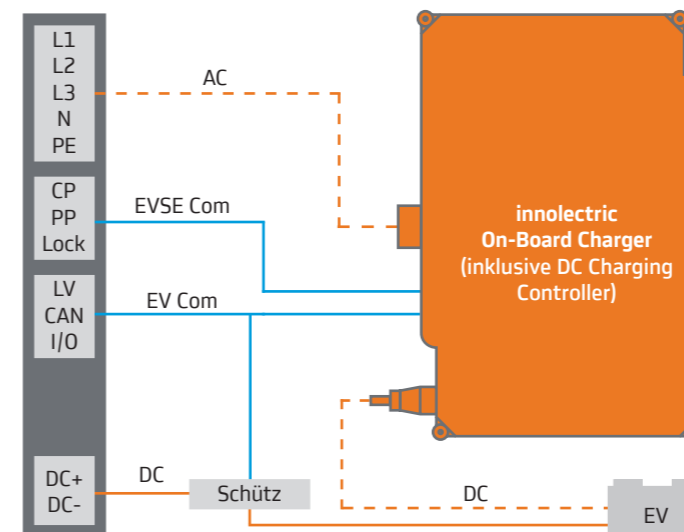 L1
L2
L3
N
PE
AC
CP
PP
Lock
EVSE Com
LV
CAN
I/O
EV Com
innolectric
On-Board Charger
(inklusive DC Charging
Controller)
DC+
DC-
DC
Schütz
DC
EV